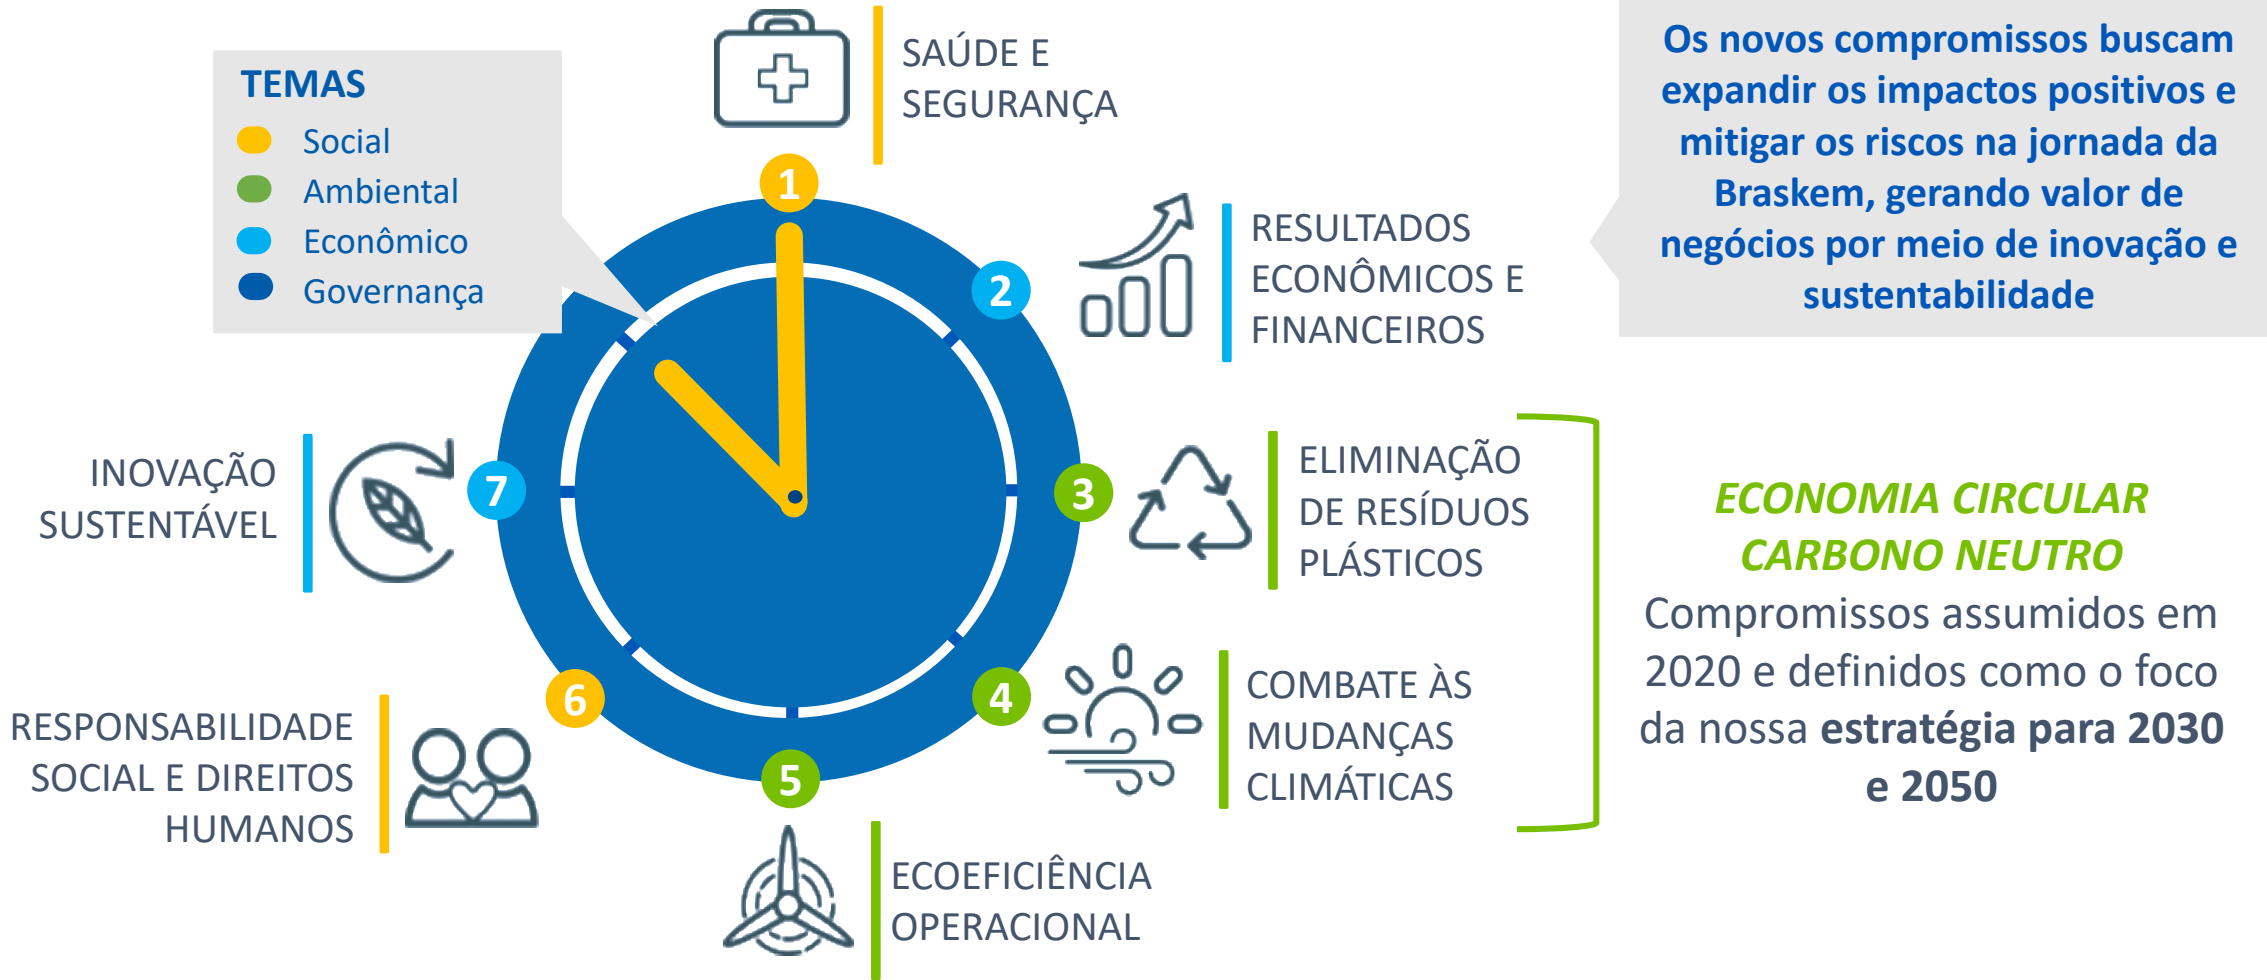 TEMAS
Social
Ambiental
Econômico
Governança
SAÚDE E
SEGURANÇA
1
2
RESULTADOS
ECONÔMICOS E
FINANCEIROS
Os novos compromissos buscam
expandir os impactos positivos e
mitigar os riscos na jornada da
Braskem, gerando valor de
negócios por meio de inovação e
sustentabilidade
3
ELIMINAÇÃO
DE RESÍDUOS
PLÁSTICOS
4
COMBATE ÀS
MUDANÇAS
CLIMÁTICAS
ECONOMIA CIRCULAR
CARBONO NEUTRO
Compromissos assumidos em
2020 e definidos como o foco
da nossa estratégia para 2030
e 2050
5
ECOEFICIÊNCIA
OPERACIONAL
6
RESPONSABILIDADE
SOCIAL E DIREITOS
HUMANOS
7
INOVAÇÃO
SUSTENTÁVEL